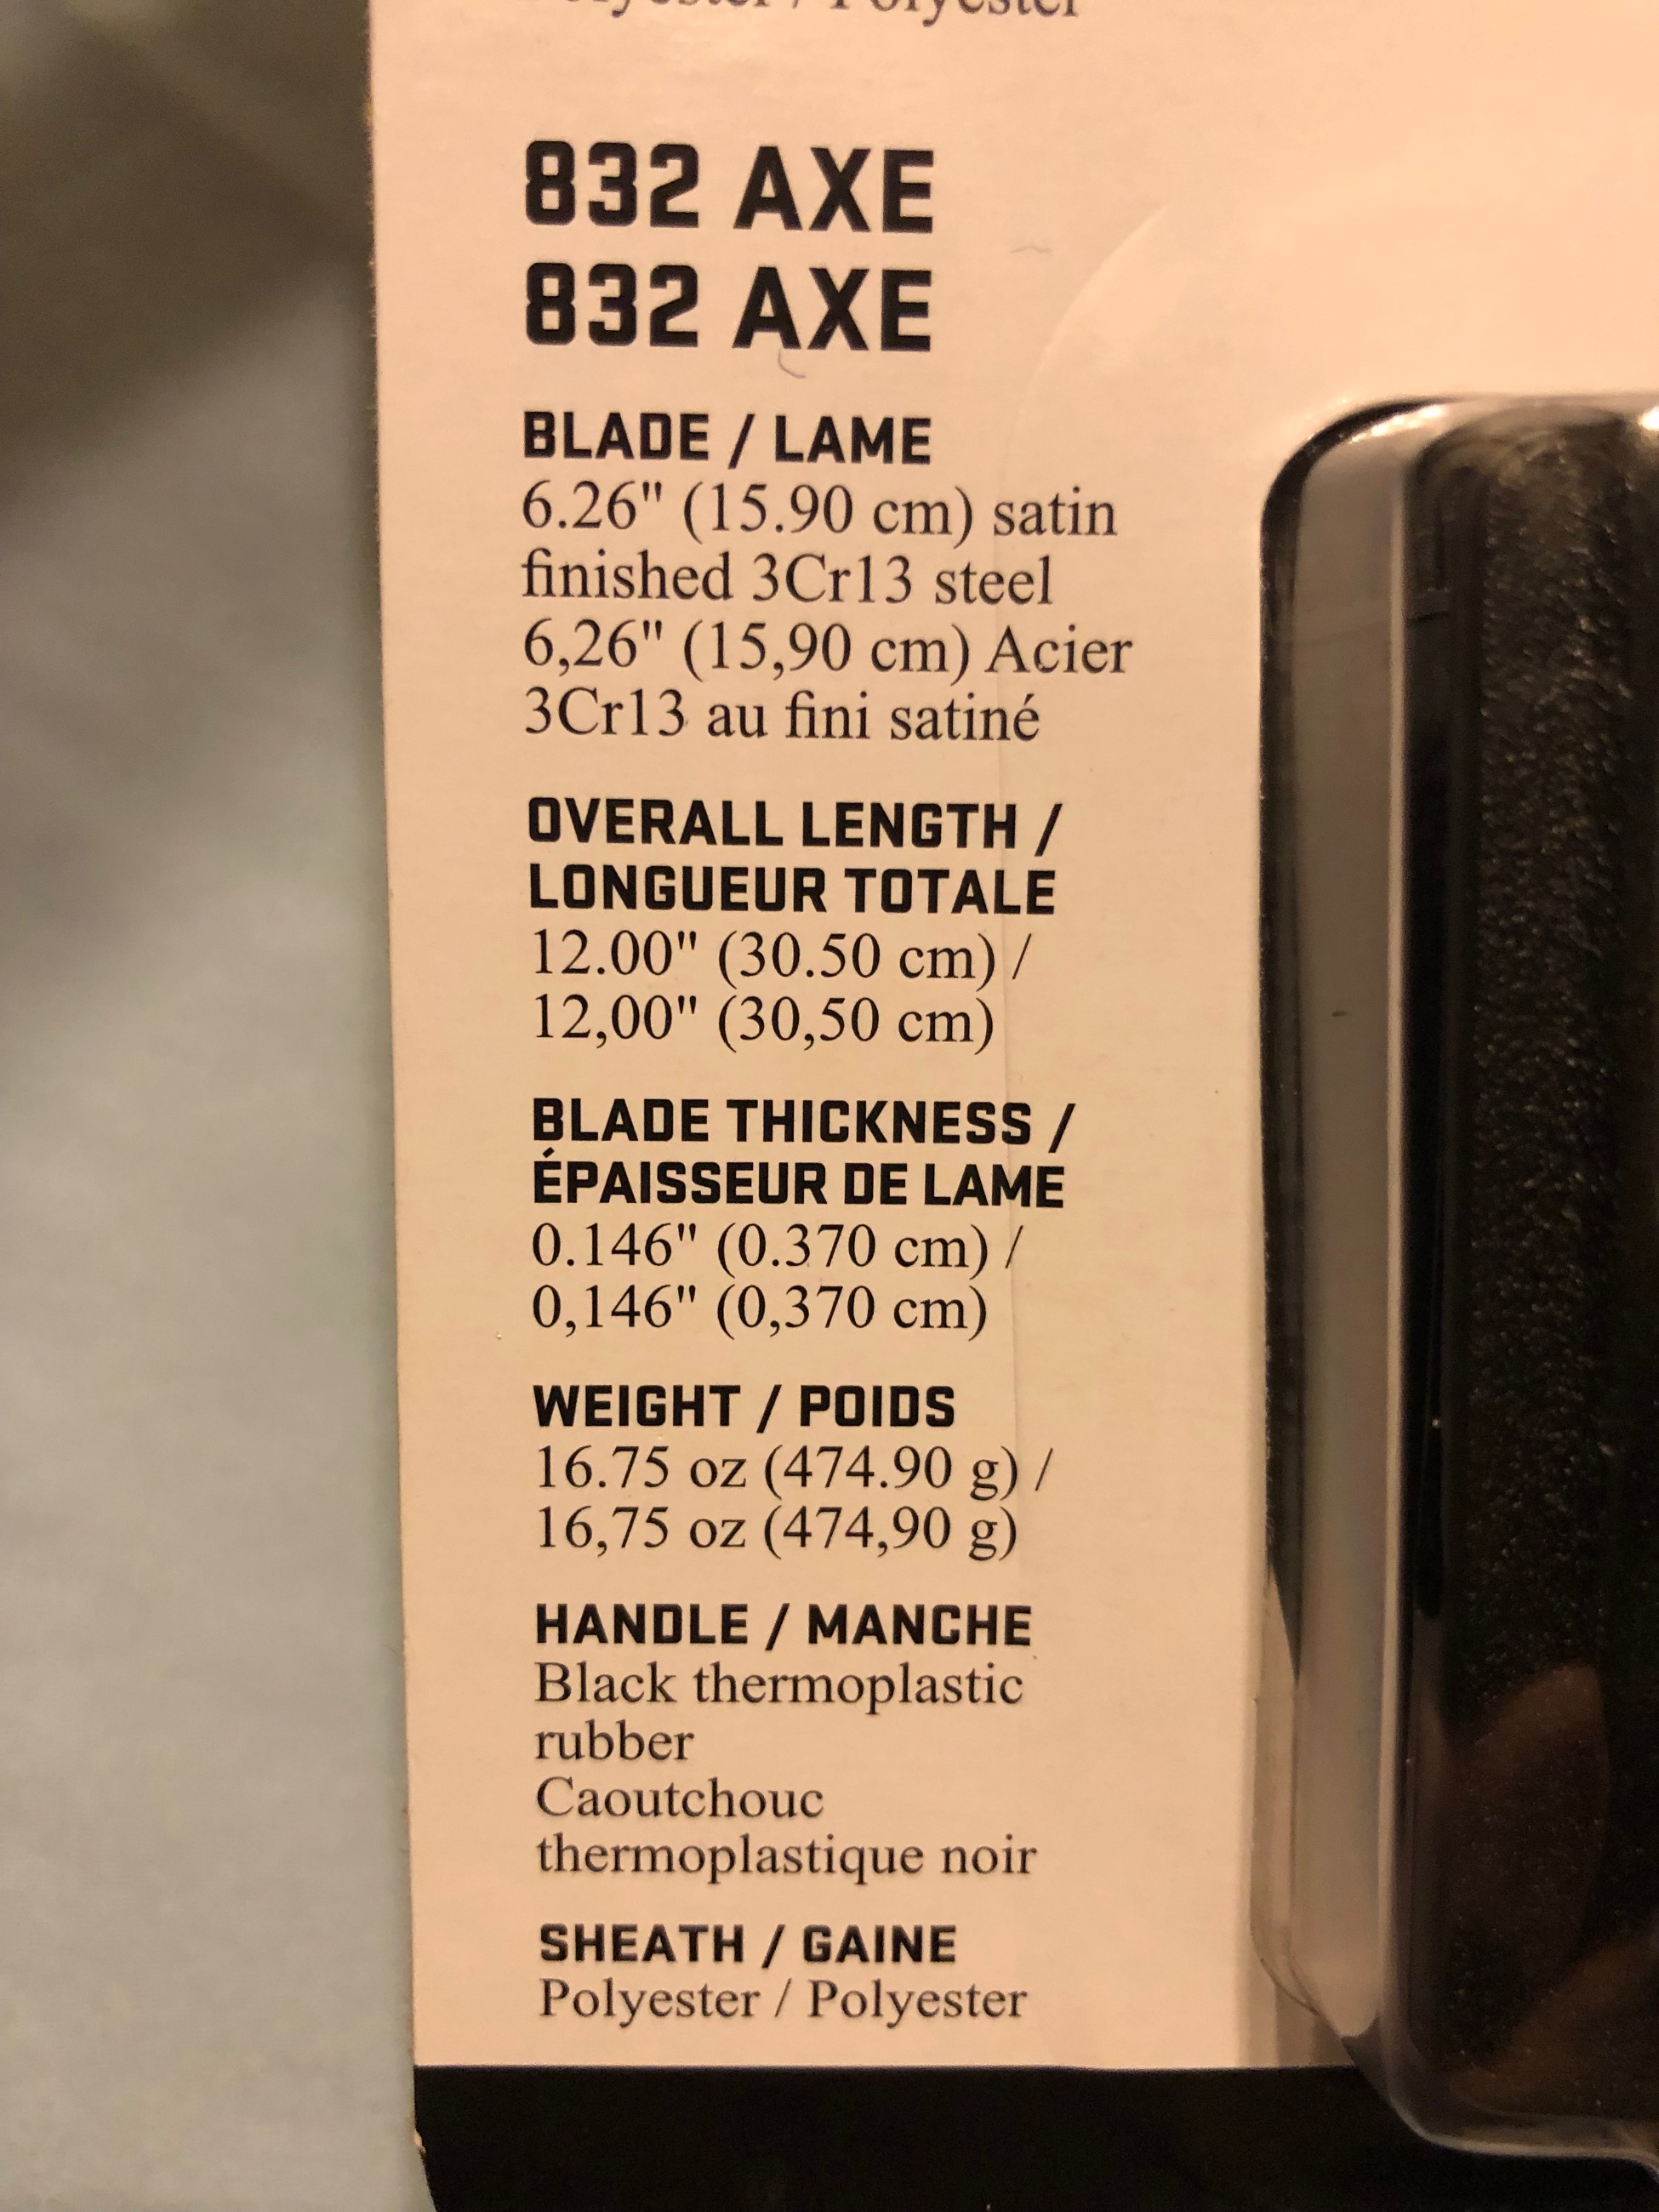 Polyester / Polyester
832 AXE
832 AXE
BLADE / LAME
6.26" (15.90 cm) satin
finished 3Cr13 steel
6,26" (15,90 cm) Acier
3Cr13 au fini satiné
OVERALL LENGTH /
LONGUEUR TOTALE
12.00" (30.50 cm) /
12,00" (30,50 cm)
BLADE THICKNESS /
ÉPAISSEUR DE LAME
0.146" (0.370 cm) /
0,146" (0,370 cm)
WEIGHT / POIDS
16.75 oz (474.90 g) /
16,75 oz (474,90 g)
HANDLE / MANCHE
Black thermoplastic
rubber
Caoutchouc
thermoplastique noir
SHEATH / GAINE
Polyester / Polyester